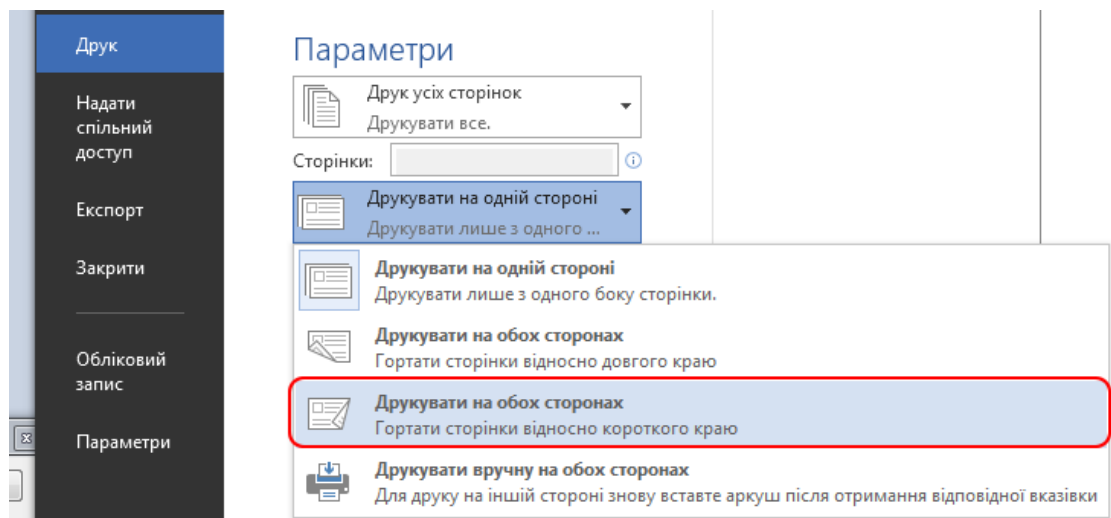 Друк
Надати
спільний
доступ
Експорт
Закрити
Обліковий
запис
Параметри
Параметри
Друк усіх сторінок
Друкувати все.
Сторінки:
Друкувати на одній стороні
Друкувати лише з одного ...
Друкувати на одній стороні
Друкувати лише з одного боку сторінки.
Друкувати на обох сторонах
Гортати сторінки відносно довгого краю
Друкувати на обох сторонах
Гортати сторінки відносно короткого краю
Друкувати вручну на обох сторонах
Для друку на іншій стороні знову вставте аркуш після отримання відповідної вказівки